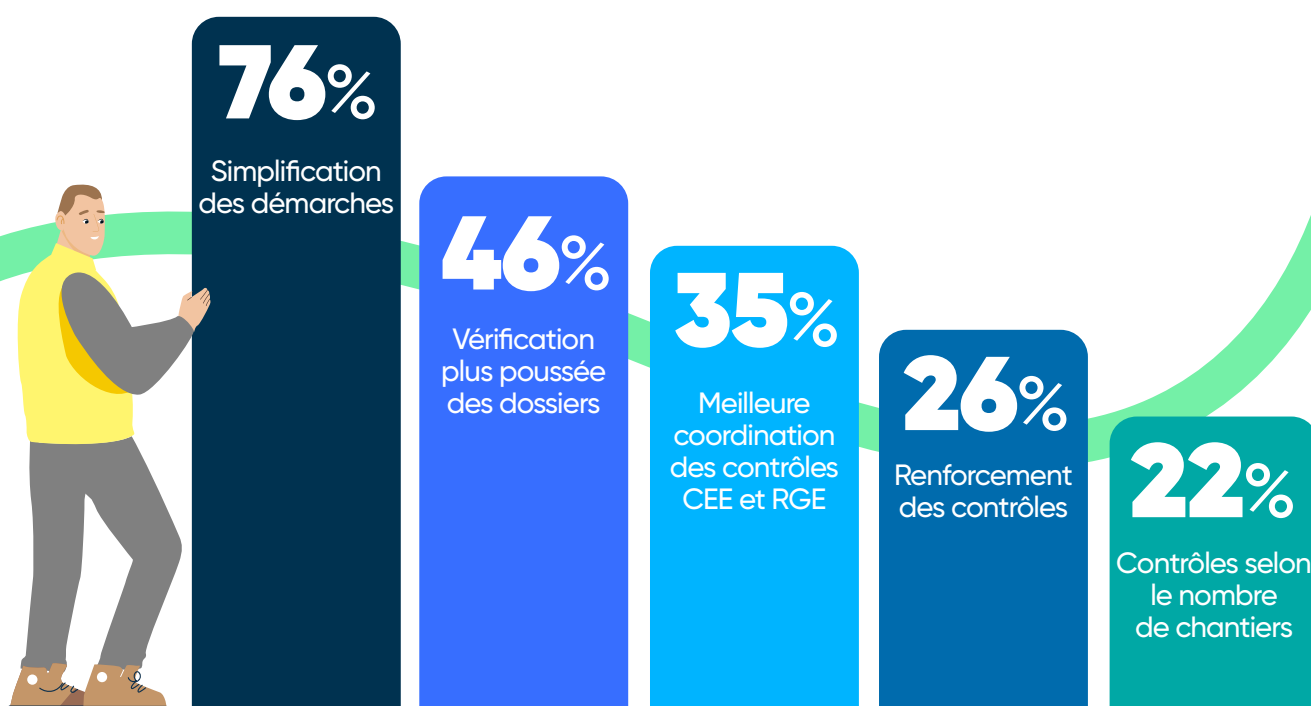 76%
Simplification
des démarches
46%
Vérification
plus poussée
des dossiers
35%
Meilleure
coordination
des contrôles
CEE et RGE
26%
Renforcement
des contrôles
22%
Contrôles selon
le nombre
de chantiers